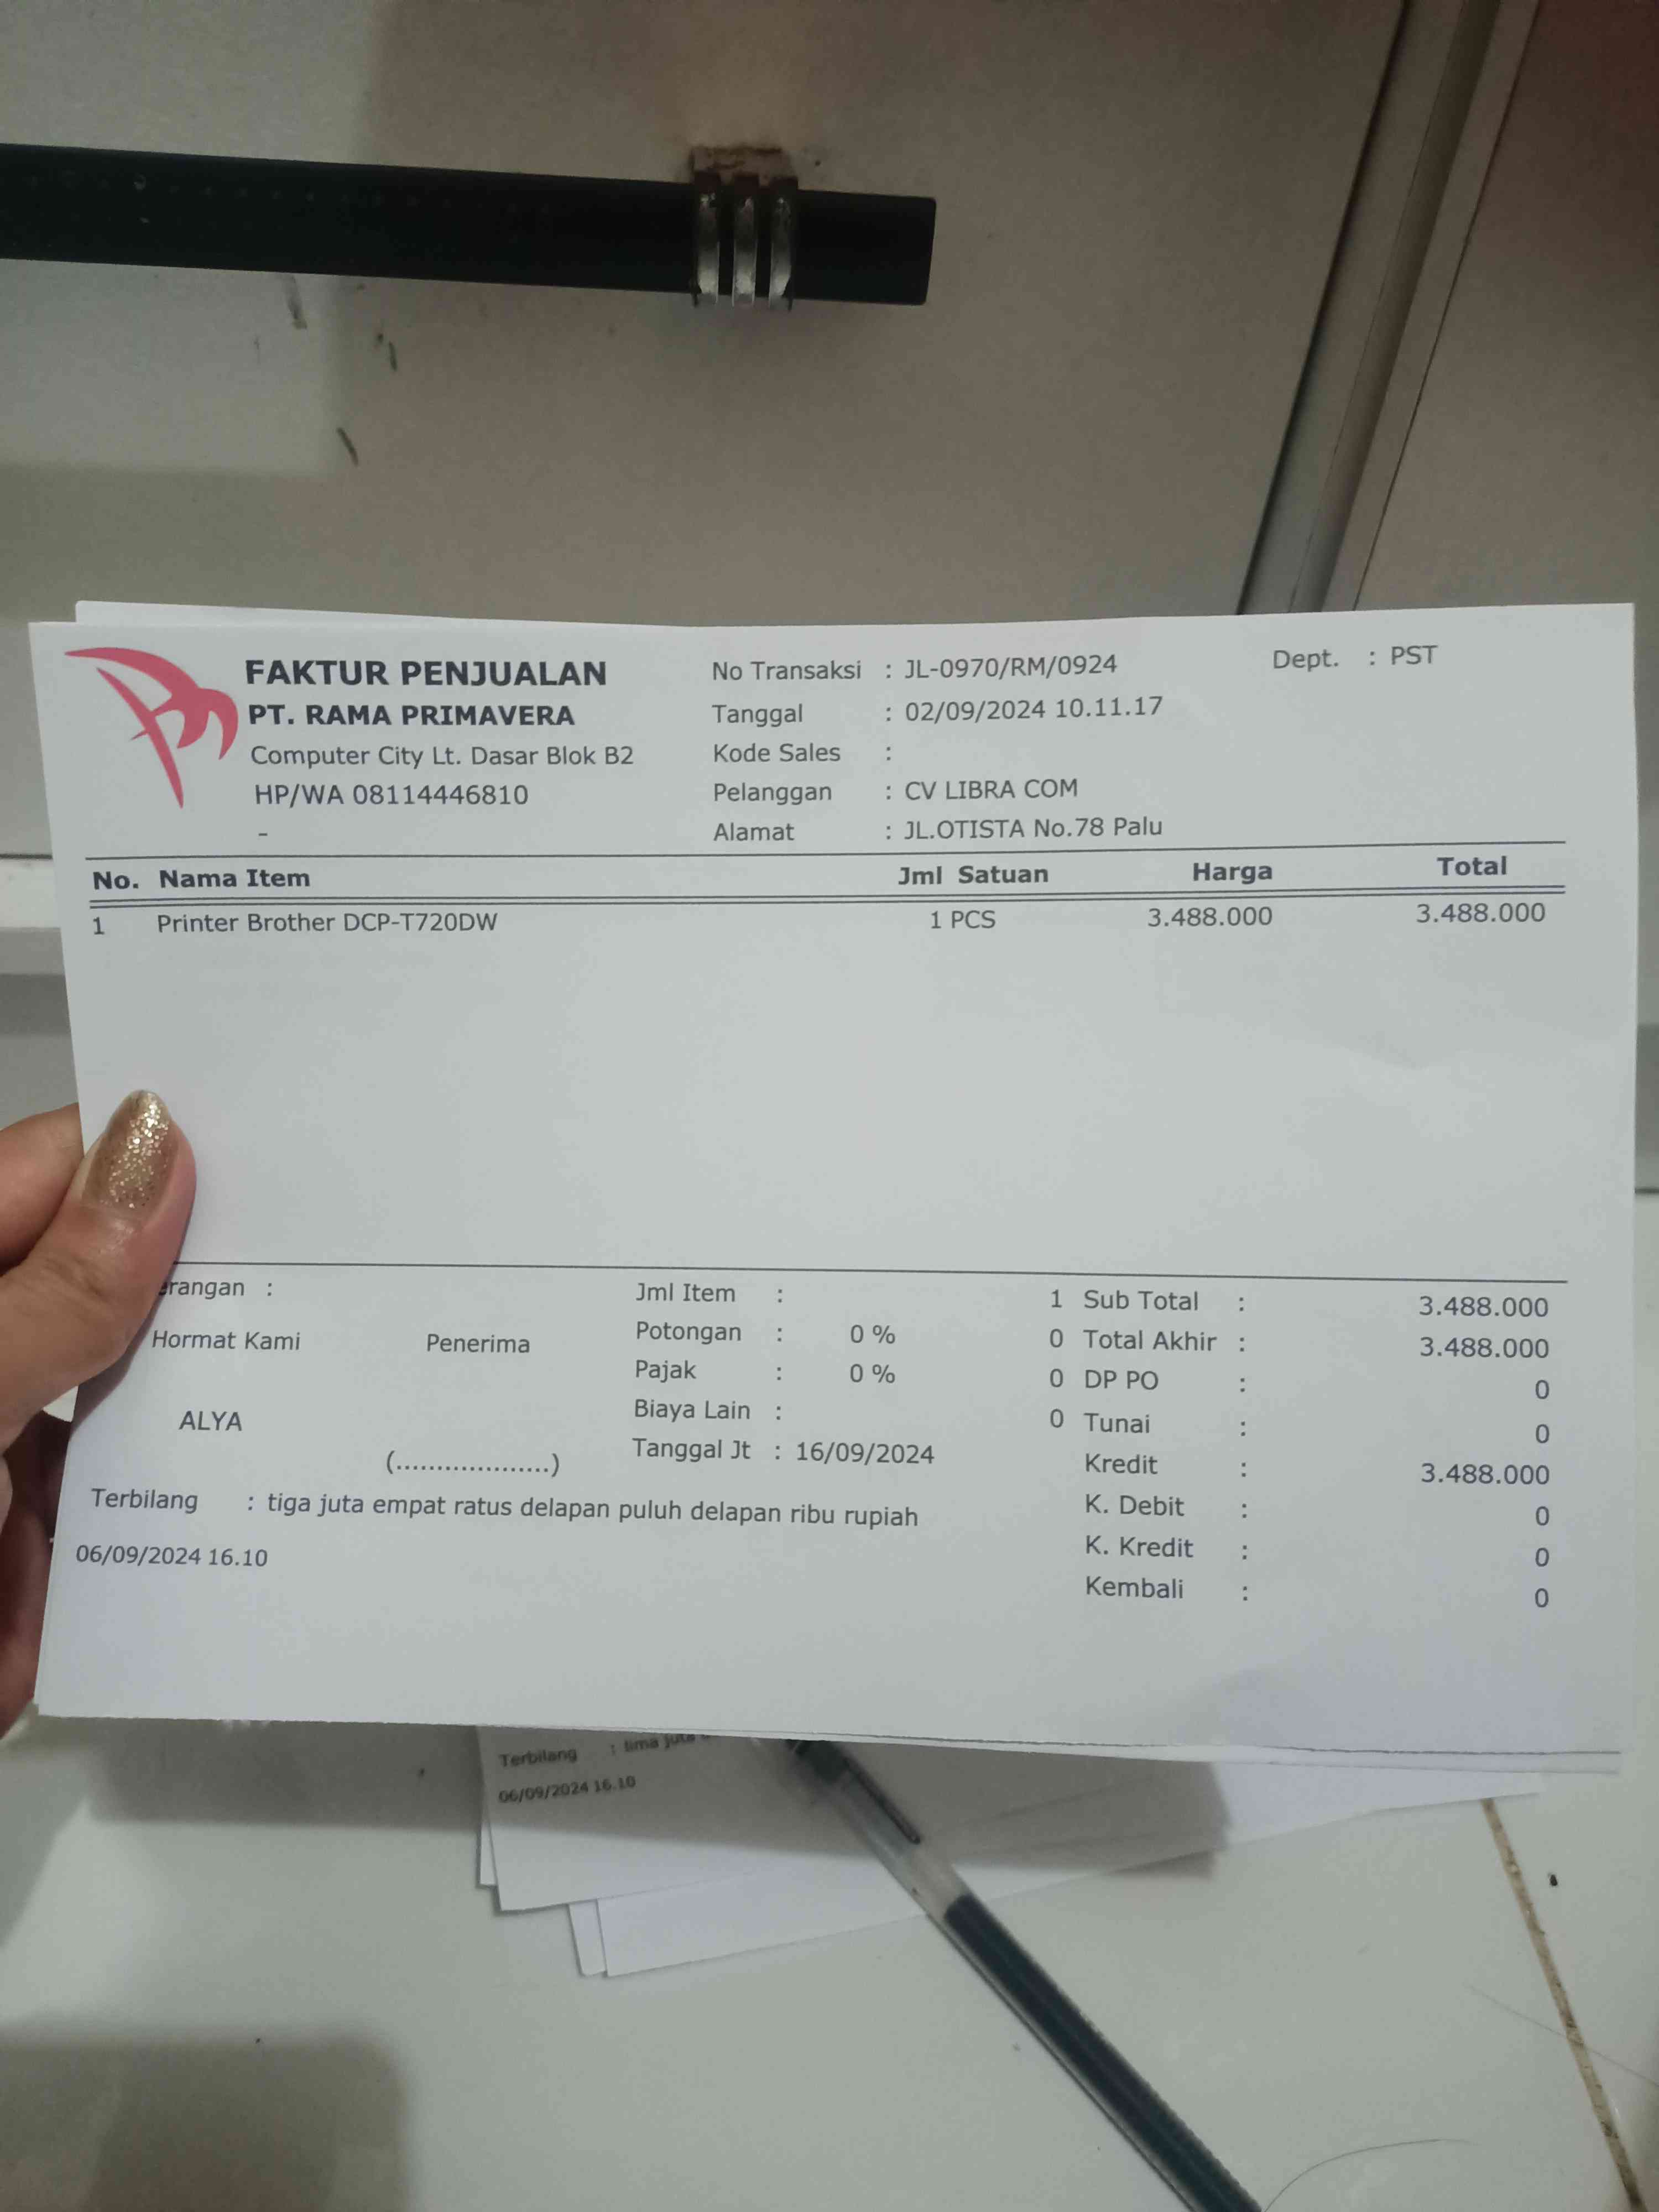 FAKTUR PENJUALAN
PT. RAMA PRIMAVERA
Computer City Lt. Dasar Blok B2
HP/WA 08114446810
-
No Transaksi : JL-0970/RM/0924
Tanggal : 02/09/2024 10.11.17
Kode Sales :
Pelanggan : CV LIBRA COM
Alamat : JL.OTISTA No.78 Palu
Dept. : PST
No. Nama Item Jml Satuan Harga Total
1 Printer Brother DCP-T720DW 1 PCS 3.488.000 3.488.000
erangan :
Hormat Kami Penerima
ALYA
(...................)
Jml Item : 1
Potongan : 0 % 0
Pajak : 0 % 0
Biaya Lain : 0
Tanggal Jt : 16/09/2024
Sub Total : 3.488.000
Total Akhir : 3.488.000
DP PO : 0
Tunai : 0
Kredit : 3.488.000
K. Debit : 0
K. Kredit : 0
Kembali : 0
Terbilang : tiga juta empat ratus delapan puluh delapan ribu rupiah
06/09/2024 16.10
Terbilang : lima juta
06/09/2024 16.10